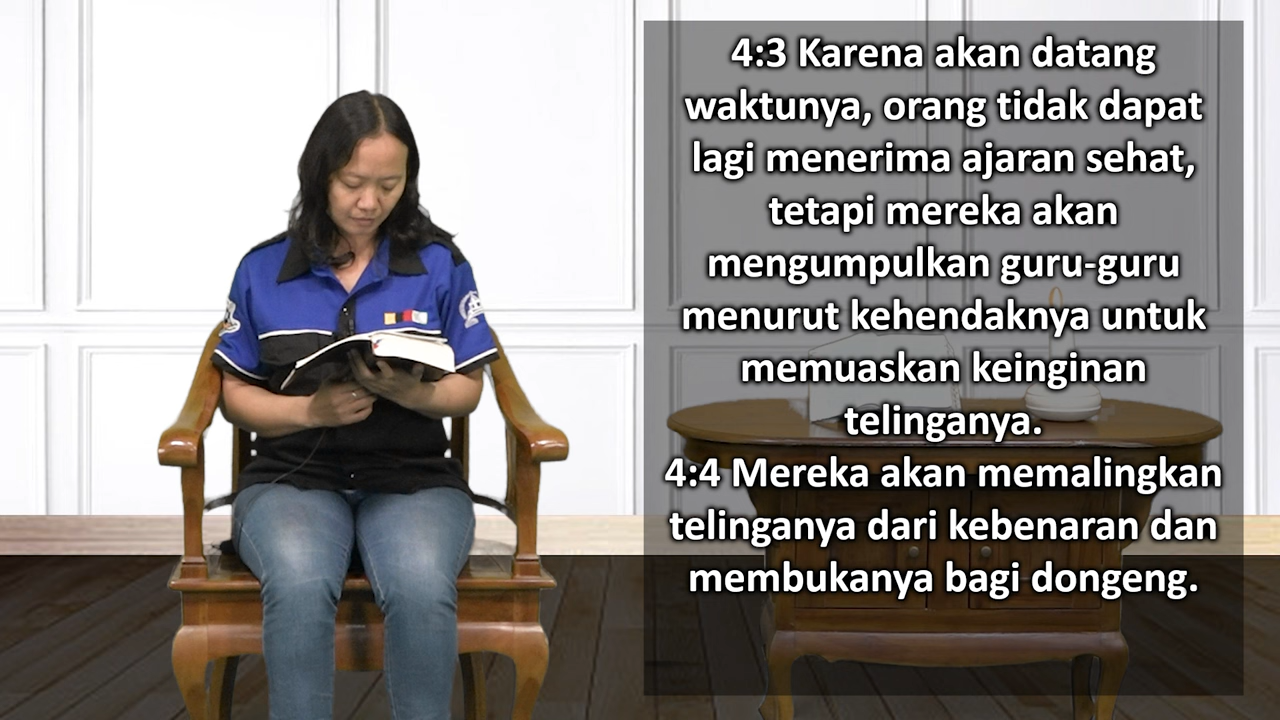 4:3 Karena akan datang
waktunya, orang tidak dapat
lagi menerima ajaran sehat,
tetapi mereka akan
mengumpulkan guru-guru
menurut kehendaknya untuk
memuaskan keinginan
telinganya.
4:4 Mereka akan memalingkan
telinganya dari kebenaran dan
membukanya bagi dongeng.